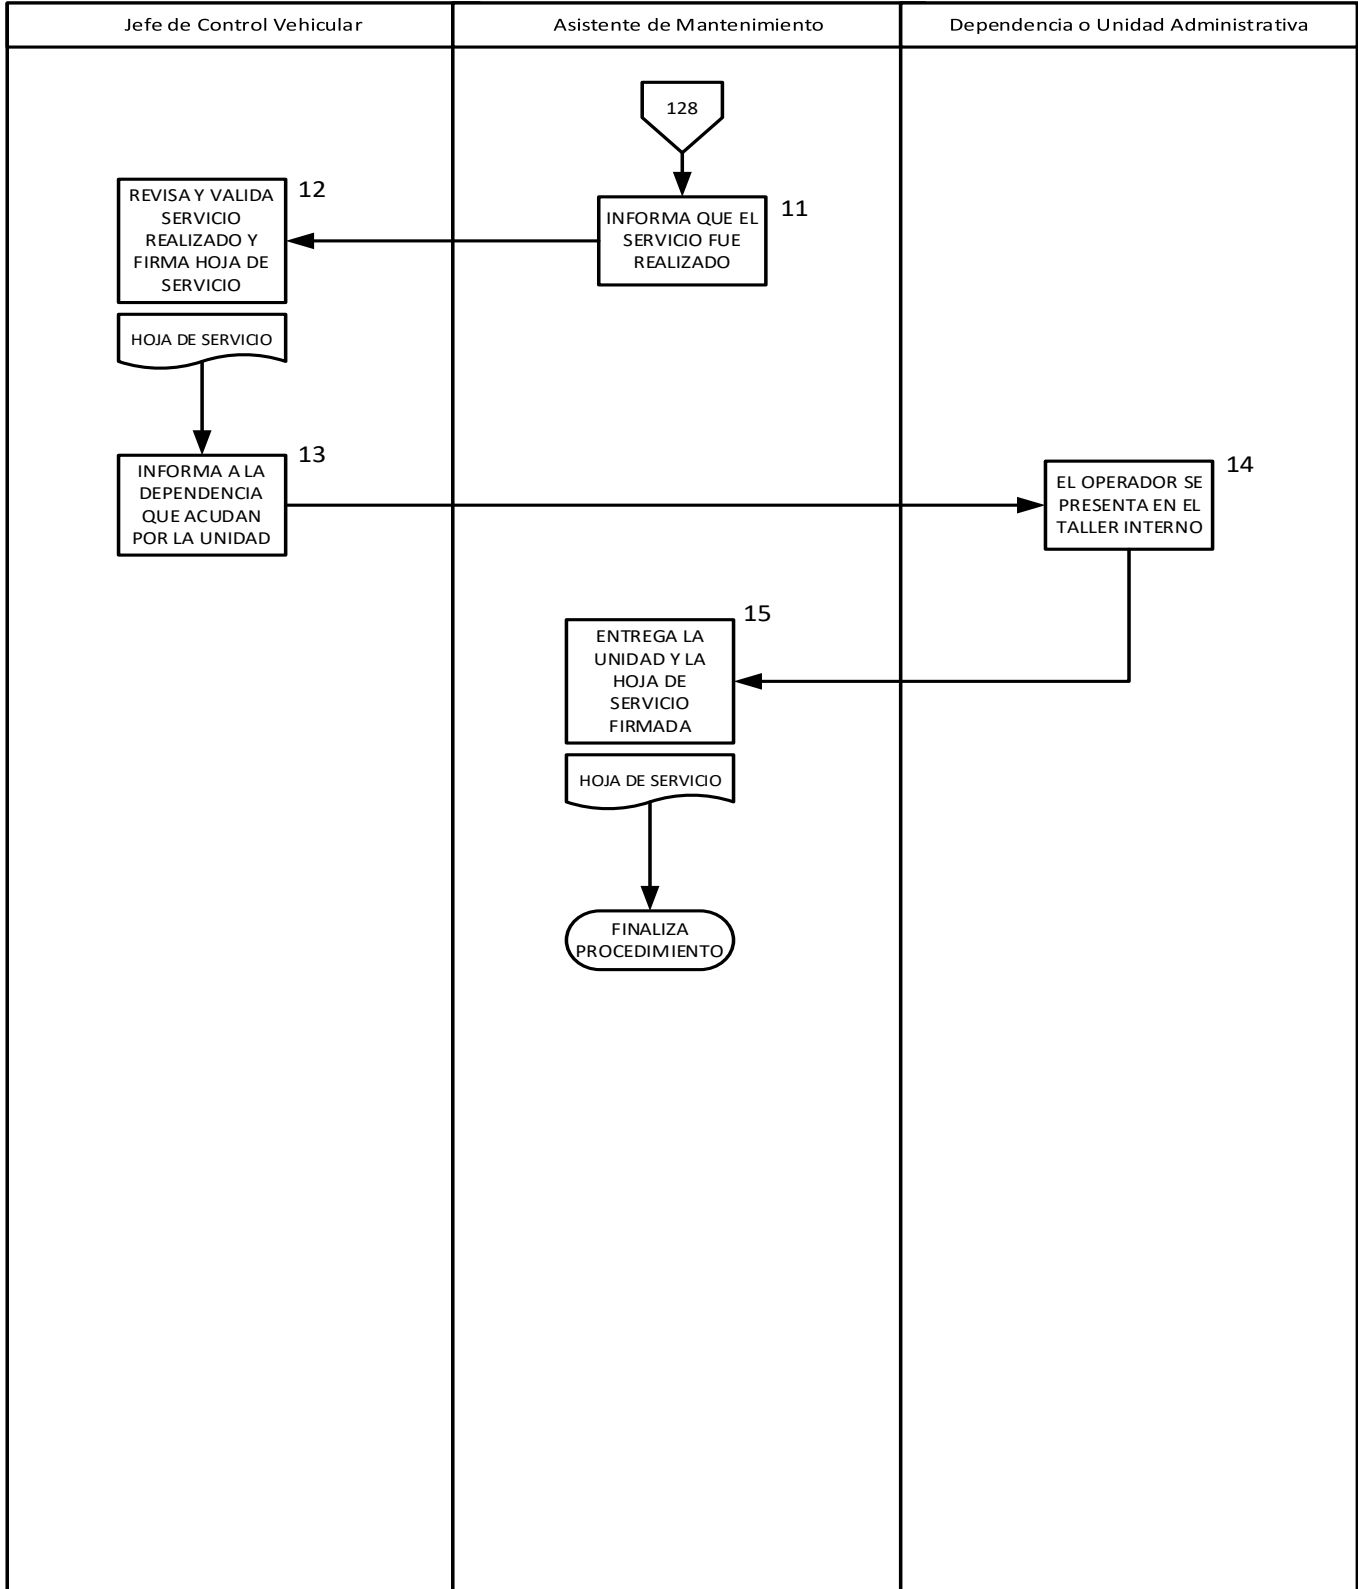 Jefe de Control Vehicular
Asistente de Mantenimiento
Dependencia o Unidad Administrativa
128
11
INFORMA QUE EL
SERVICIO FUE
REALIZADO
12
REVISA Y VALIDA
SERVICIO
REALIZADO Y
FIRMA HOJA DE
SERVICIO
HOJA DE SERVICIO
13
INFORMA A LA
DEPENDENCIA
QUE ACUDAN
POR LA UNIDAD
14
EL OPERADOR SE
PRESENTA EN EL
TALLER INTERNO
15
ENTREGA LA
UNIDAD Y LA
HOJA DE
SERVICIO
FIRMADA
HOJA DE SERVICIO
FINALIZA
PROCEDIMIENTO